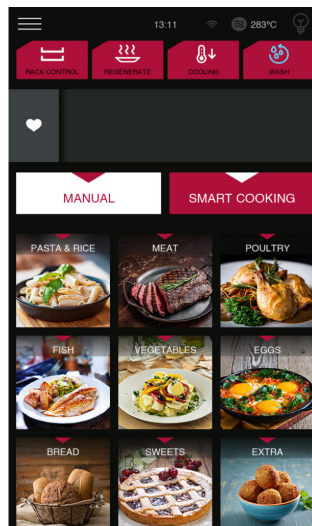 13:11 283°C
RACK CONTROL REGENERATE COOLING WASH
MANUAL SMART COOKING
PASTA & RICE MEAT POULTRY
FISH VEGETABLES EGGS
BREAD SWEETS EXTRA